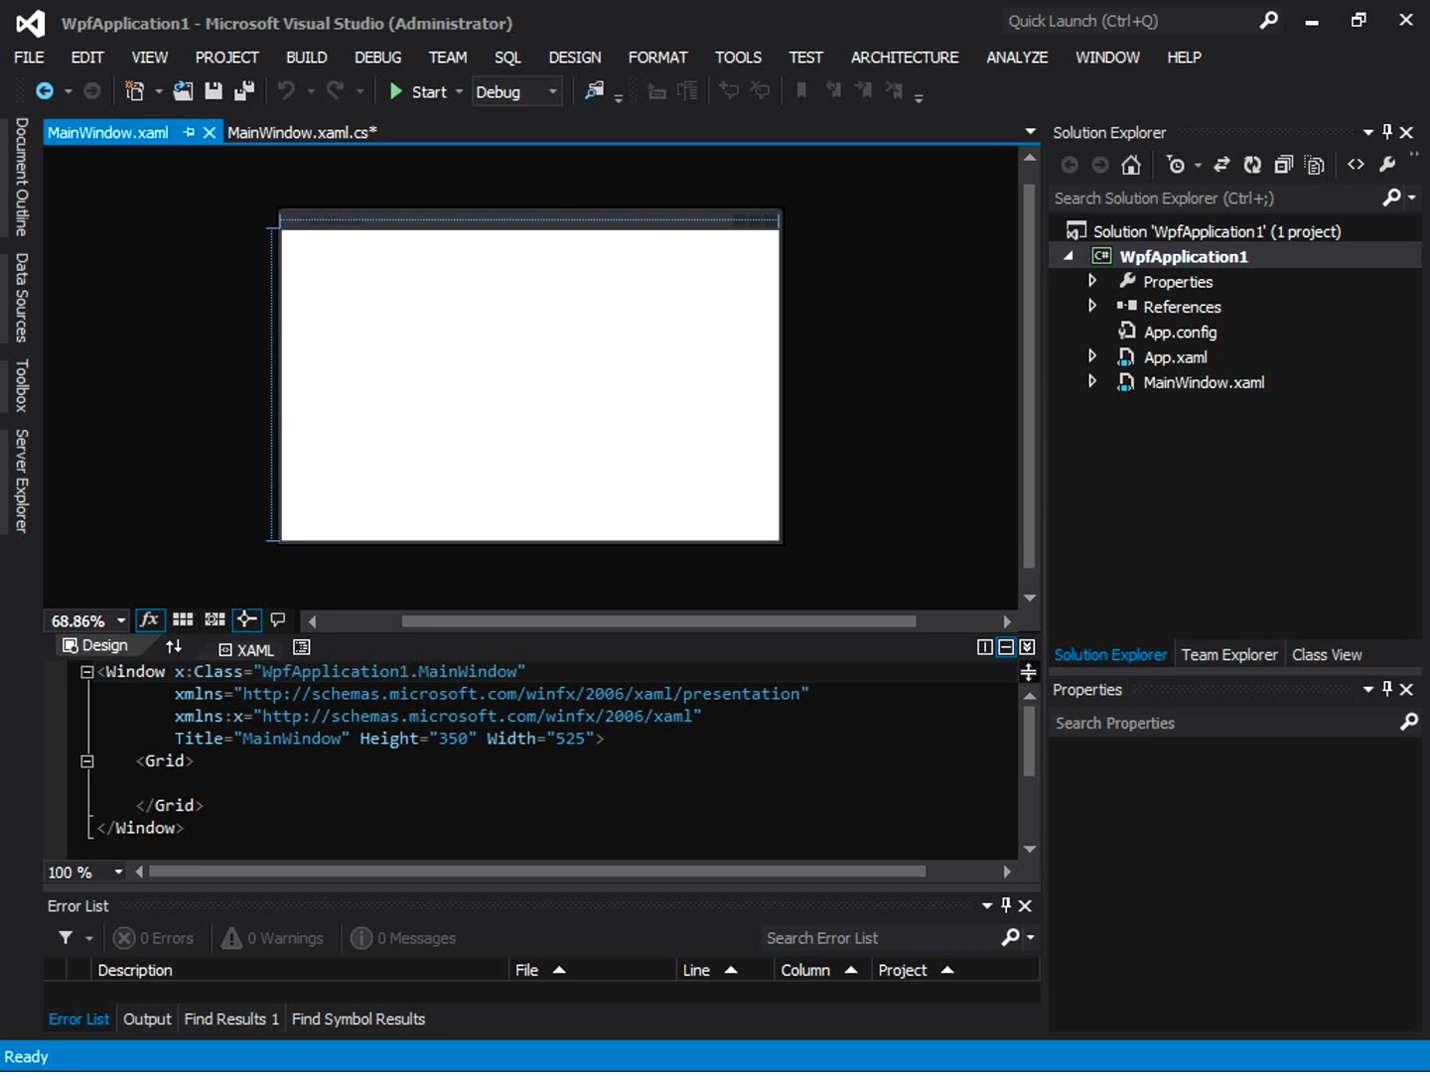 WpfApplication1 - Microsoft Visual Studio (Administrator)
Quick Launch (Ctrl+Q)
FILE EDIT VIEW PROJECT BUILD DEBUG TEAM SQL DESIGN FORMAT TOOLS TEST ARCHITECTURE ANALYZE WINDOW HELP
Start Debug
Document Outline
Data Sources
Toolbox
Server Explorer
MainWindow.xaml MainWindow.xaml.cs*
68.86% fx
Design XAML
<Window x:Class="WpfApplication1.MainWindow"
xmlns="http://schemas.microsoft.com/winfx/2006/xaml/presentation"
xmlns:x="http://schemas.microsoft.com/winfx/2006/xaml"
Title="MainWindow" Height="350" Width="525">
<Grid>
</Grid>
</Window>
100 %
Error List
0 Errors 0 Warnings 0 Messages Search Error List
Description File Line Column Project
Error List Output Find Results 1 Find Symbol Results
Solution Explorer
Search Solution Explorer (Ctrl+;)
Solution 'WpfApplication1' (1 project)
C# WpfApplication1
Properties
References
App.config
App.xaml
MainWindow.xaml
Solution Explorer Team Explorer Class View
Properties
Search Properties
Ready